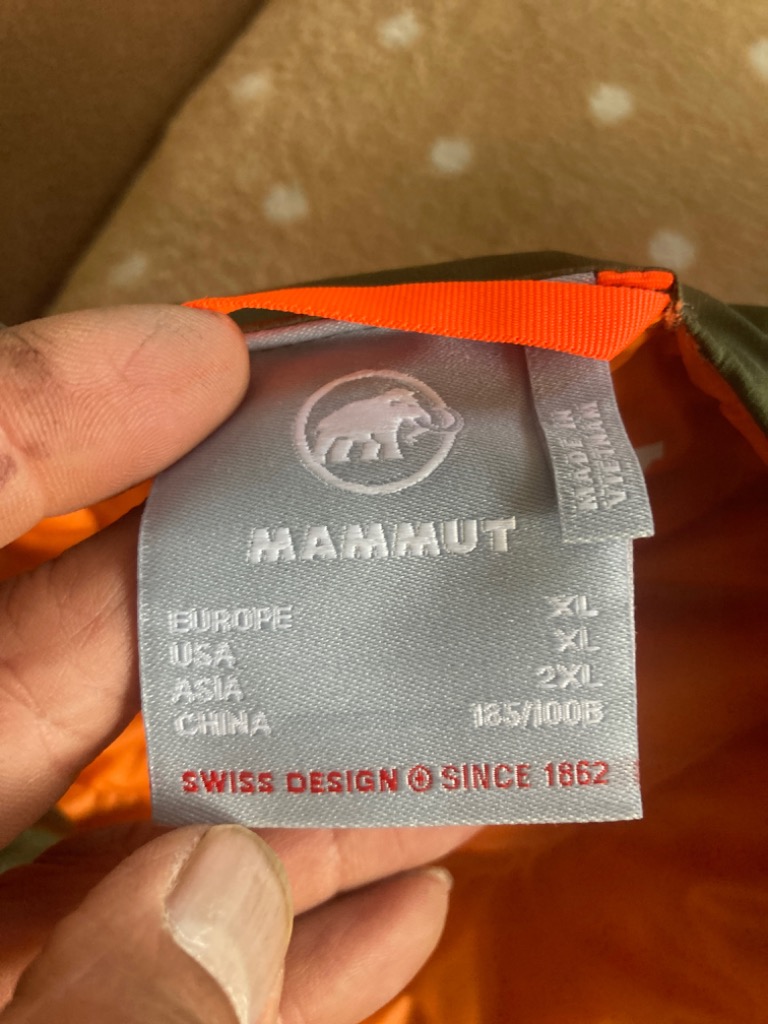 MADE IN
VIETNAM
MAMMUT
EUROPE XL
USA XL
ASIA 2XL
CHINA 185/100B
SWISS DESIGN SINCE 1862